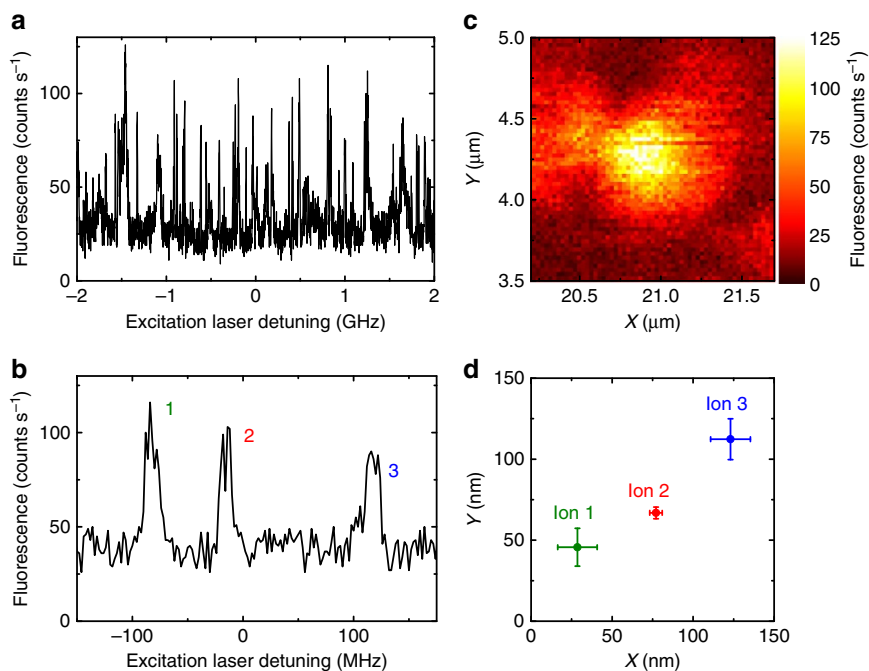 a
Fluorescence (counts s⁻¹)
100
50
0
−2
−1
0
1
2
Excitation laser detuning (GHz)
c
Y (μm)
5.0
4.5
4.0
3.5
20.5
21.0
21.5
X (μm)
125
100
75
50
25
0
Fluorescence (counts s⁻¹)
b
Fluorescence (counts s⁻¹)
100
50
0
1
2
3
−100
0
100
Excitation laser detuning (MHz)
d
Y (nm)
150
100
50
0
Ion 1
Ion 2
Ion 3
0
50
100
150
X (nm)